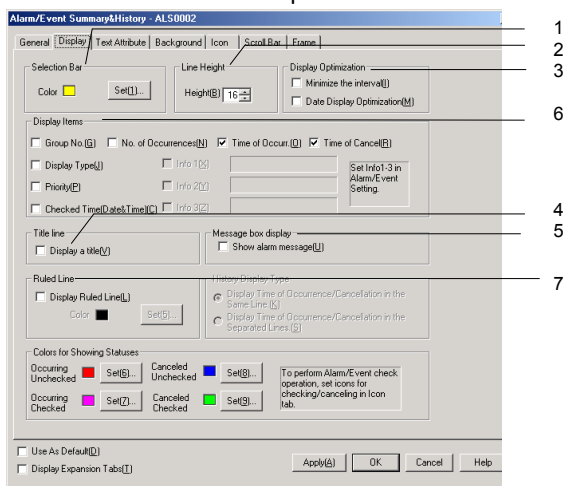 Alarm/Event Summary&History - ALS0002
General Display Text Attribute Background Icon Scroll Bar Frame
1
2
3
6
4
5
7
Selection Bar
Color Set(1)...
Line Height
Height(B) 16
Display Optimization
Minimize the interval(I)
Date Display Optimization(M)
Display Items
Group No.(G) No. of Occurrences(N) Time of Occurr.(O) Time of Cancel(R)
Display Type(J) Info 1(X)
Priority(P) Info 2(Y)
Checked Time(Date&Time)(C) Info 3(Z)
Set Info1-3 in
Alarm/Event
Setting.
Title line
Display a title(V)
Message box display
Show alarm message(U)
Ruled Line
Display Ruled Line(L)
Color Set(5)...
History Display Type
Display Time of Occurrence/Cancellation in the
Same Line.(K)
Display Time of Occurrence/Cancellation in the
Separated Lines.(S)
Colors for Showing Statuses
Occurring
Unchecked Set(6)...
Canceled
Unchecked Set(8)...
Occurring
Checked Set(7)...
Canceled
Checked Set(9)...
To perform Alarm/Event check
operation, set icons for
checking/canceling in Icon
tab.
Use As Default(D)
Display Expansion Tabs(T)
Apply(A) OK Cancel Help